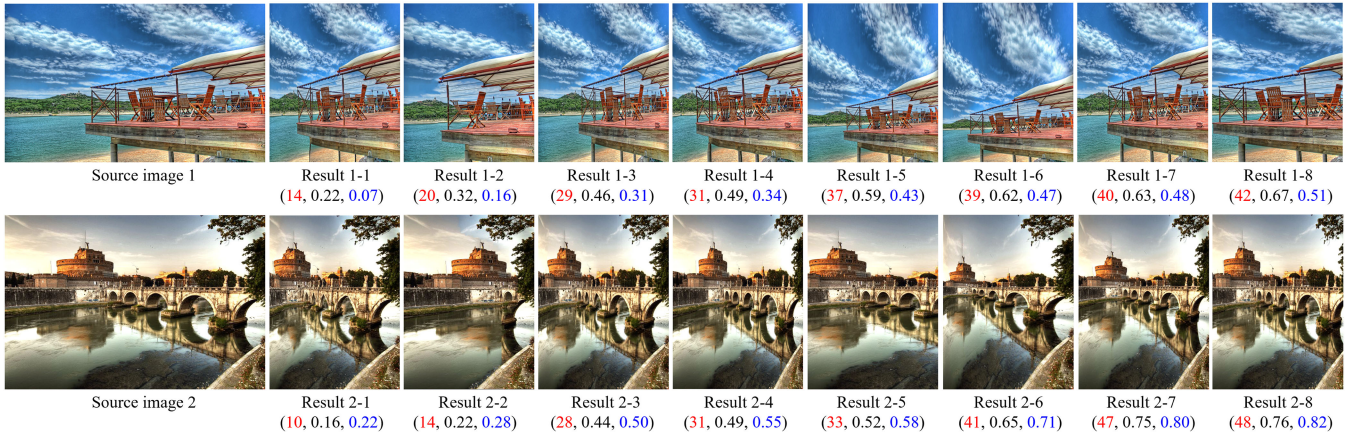 Source image 1
Result 1-1
Result 1-2
Result 1-3
Result 1-4
Result 1-5
Result 1-6
Result 1-7
Result 1-8
(14, 0.22, 0.07)
(20, 0.32, 0.16)
(29, 0.46, 0.31)
(31, 0.49, 0.34)
(37, 0.59, 0.43)
(39, 0.62, 0.47)
(40, 0.63, 0.48)
(42, 0.67, 0.51)
Source image 2
Result 2-1
Result 2-2
Result 2-3
Result 2-4
Result 2-5
Result 2-6
Result 2-7
Result 2-8
(10, 0.16, 0.22)
(14, 0.22, 0.28)
(28, 0.44, 0.50)
(31, 0.49, 0.55)
(33, 0.52, 0.58)
(41, 0.65, 0.71)
(47, 0.75, 0.80)
(48, 0.76, 0.82)